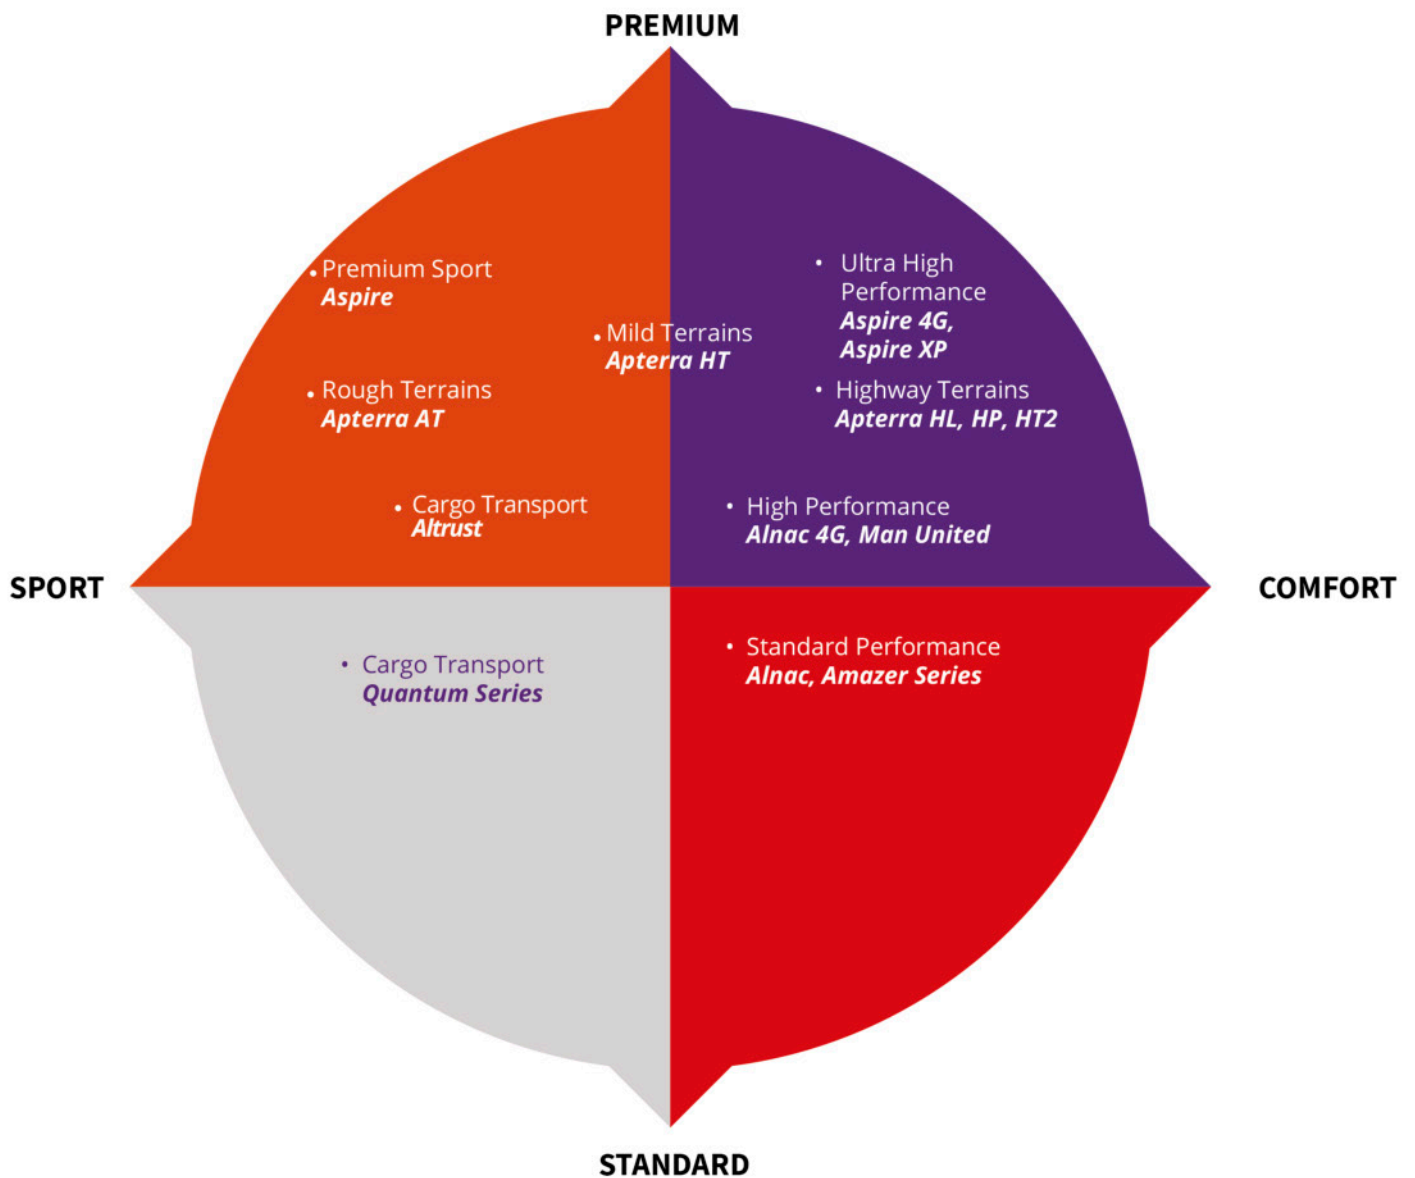 PREMIUM
• Premium Sport
Aspire
• Mild Terrains
Apterra HT
• Rough Terrains
Apterra AT
• Cargo Transport
Altrust
• Ultra High
Performance
Aspire 4G,
Aspire XP
• Highway Terrains
Apterra HL, HP, HT2
• High Performance
Alnac 4G, Man United
SPORT
COMFORT
• Cargo Transport
Quantum Series
• Standard Performance
Alnac, Amazer Series
STANDARD